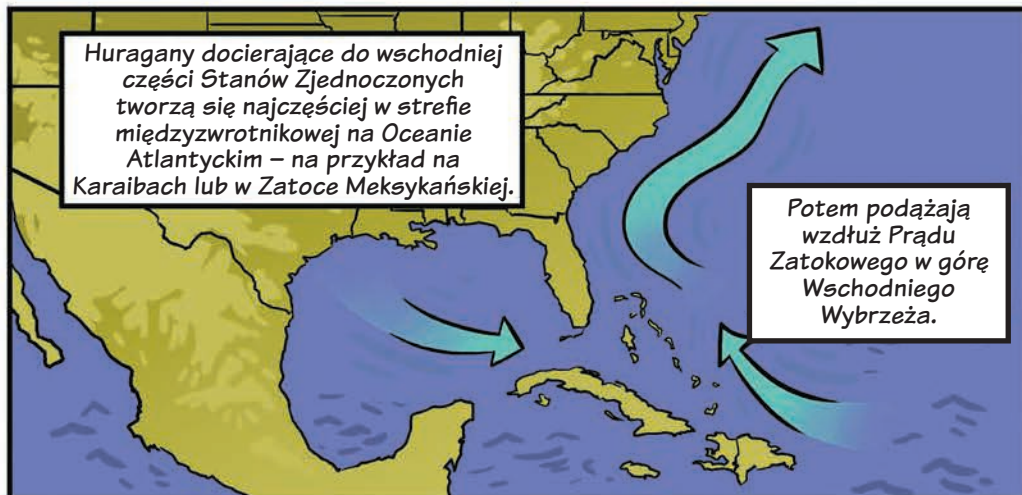 Huragany docierające do wschodniej
części Stanów Zjednoczonych
tworzą się najczęściej w strefie
międzyzwrotnikowej na Oceanie
Atlantyckim – na przykład na
Karaibach lub w Zatoce Meksykańskiej.
Potem podążają
wzdłuż Prądu
Zatokowego w górę
Wschodniego
Wybrzeża.